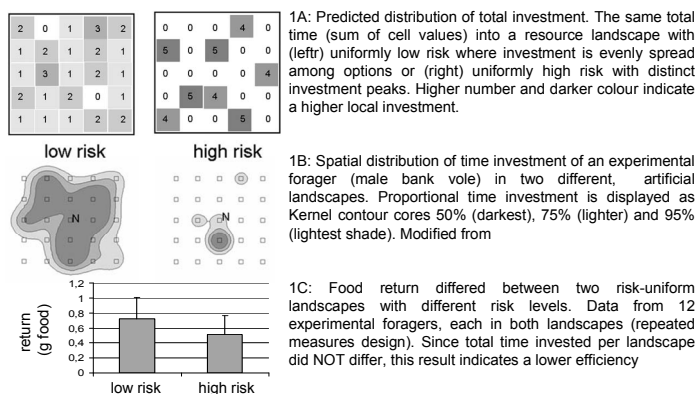 2 0 1 3 2
1 2 1 2 1
1 3 1 2 1
2 1 2 0 1
1 1 1 2 2
low risk
0 0 0 4 0
5 0 5 0 0
0 0 0 0 4
0 5 4 0 0
4 0 0 5 0
high risk
1A: Predicted distribution of total investment. The same total
time (sum of cell values) into a resource landscape with
(leftr) uniformly low risk where investment is evenly spread
among options or (right) uniformly high risk with distinct
investment peaks. Higher number and darker colour indicate
a higher local investment.
N
N
1B: Spatial distribution of time investment of an experimental
forager (male bank vole) in two different, artificial
landscapes. Proportional time investment is displayed as
Kernel contour cores 50% (darkest), 75% (lighter) and 95%
(lightest shade). Modified from
return
(g food)
1,2
1
0,8
0,6
0,4
0,2
0
low risk
high risk
1C: Food return differed between two risk-uniform
landscapes with different risk levels. Data from 12
experimental foragers, each in both landscapes (repeated
measures design). Since total time invested per landscape
did NOT differ, this result indicates a lower efficiency